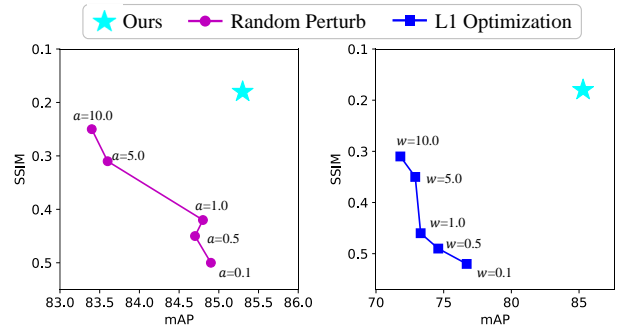 Ours Random Perturb L1 Optimization
0.1
0.2
0.3
0.4
0.5
SSIM
a=10.0
a=5.0
a=1.0
a=0.5
a=0.1
83.0 83.5 84.0 84.5 85.0 85.5 86.0
mAP
0.1
0.2
0.3
0.4
0.5
SSIM
w=10.0
w=5.0
w=1.0
w=0.5
w=0.1
70 75 80 85
mAP